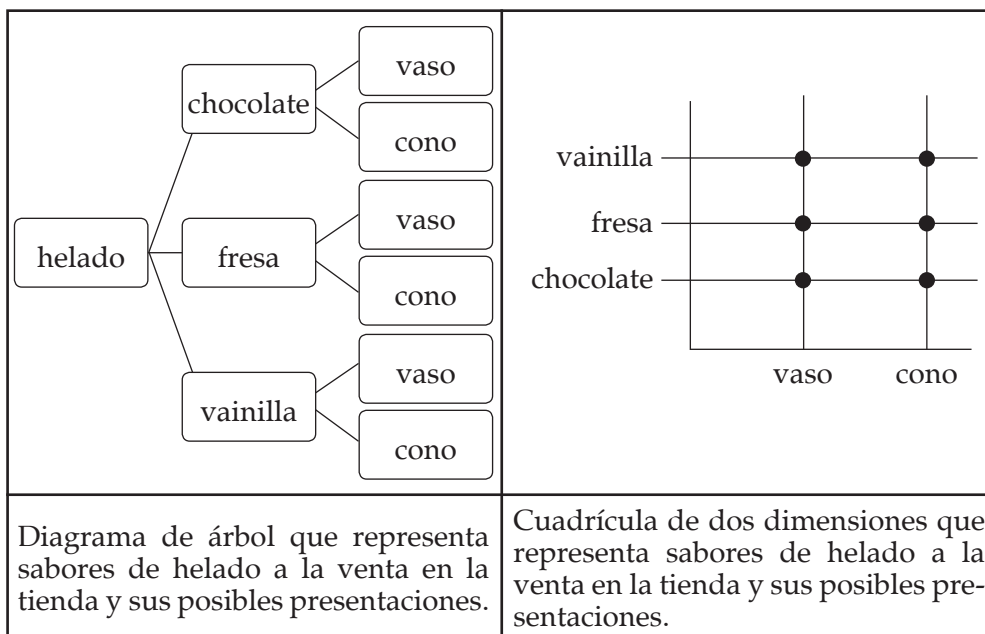 vaso
chocolate
cono
vaso
helado
fresa
cono
vaso
vainilla
cono
vainilla
fresa
chocolate
vaso cono
Diagrama de árbol que representa
sabores de helado a la venta en la
tienda y sus posibles presentaciones.
Cuadrícula de dos dimensiones que
representa sabores de helado a la
venta en la tienda y sus posibles pre-
sentaciones.